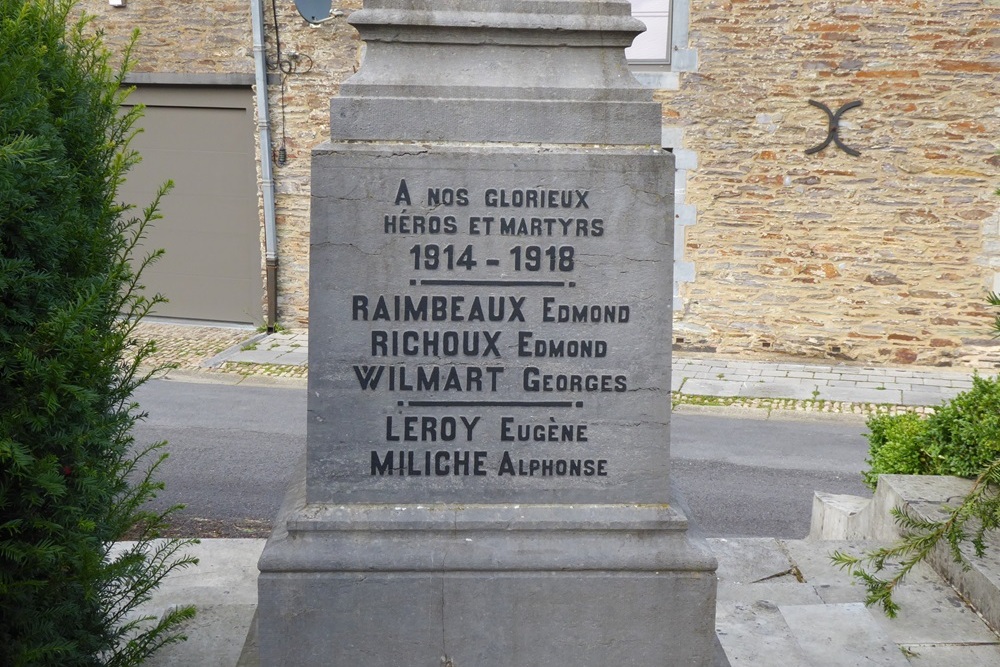 A NOS GLORIEUX
HÉROS ET MARTYRS
1914 - 1918
RAIMBEAUX EDMOND
RICHOUX EDMOND
WILMART GEORGES
LEROY EUGÈNE
MILICHE ALPHONSE